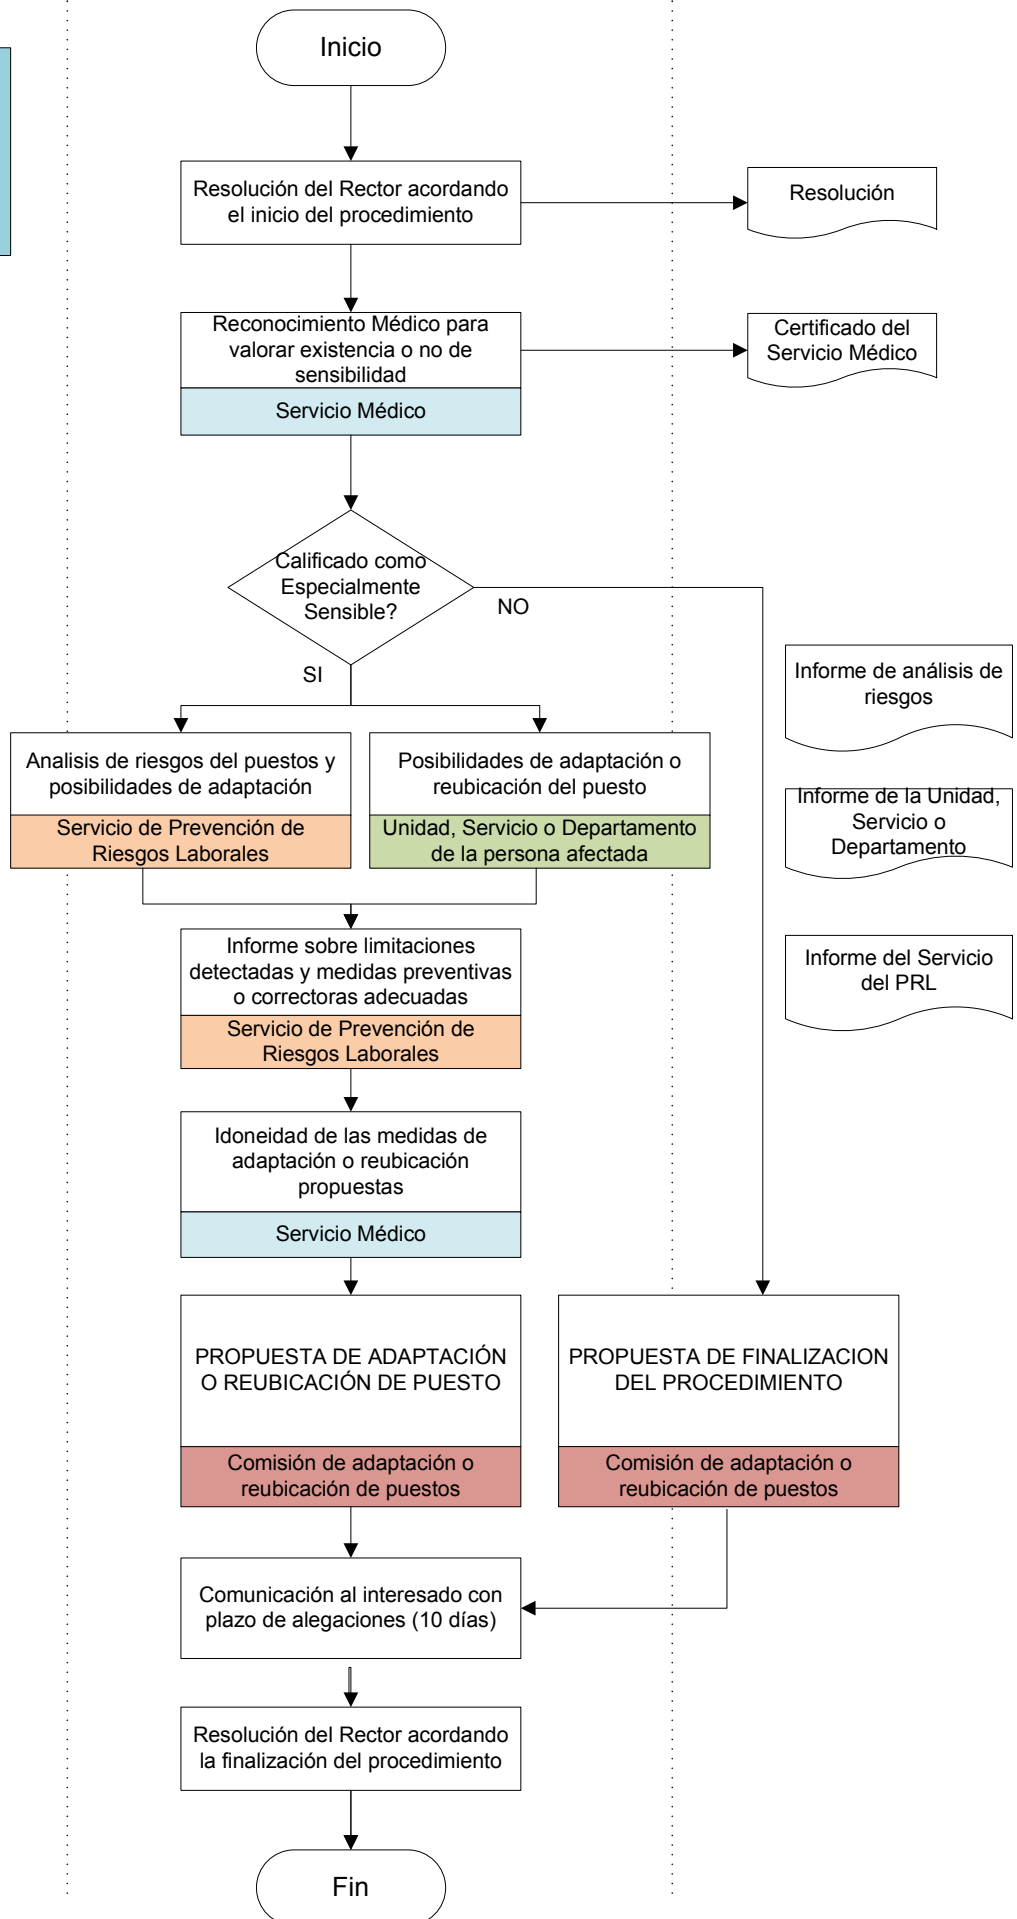 Inicio
Resolución del Rector acordando
el inicio del procedimiento
Resolución
Reconocimiento Médico para
valorar existencia o no de
sensibilidad
Servicio Médico
Certificado del
Servicio Médico
Calificado como
Especialmente
Sensible?
NO
SI
Informe de análisis de
riesgos
Analisis de riesgos del puestos y
posibilidades de adaptación
Servicio de Prevención de
Riesgos Laborales
Posibilidades de adaptación o
reubicación del puesto
Unidad, Servicio o Departamento
de la persona afectada
Informe de la Unidad,
Servicio o
Departamento
Informe sobre limitaciones
detectadas y medidas preventivas
o correctoras adecuadas
Servicio de Prevención de
Riesgos Laborales
Informe del Servicio
del PRL
Idoneidad de las medidas de
adaptación o reubicación
propuestas
Servicio Médico
PROPUESTA DE ADAPTACIÓN
O REUBICACIÓN DE PUESTO
Comisión de adaptación o
reubicación de puestos
PROPUESTA DE FINALIZACION
DEL PROCEDIMIENTO
Comisión de adaptación o
reubicación de puestos
Comunicación al interesado con
plazo de alegaciones (10 días)
Resolución del Rector acordando
la finalización del procedimiento
Fin